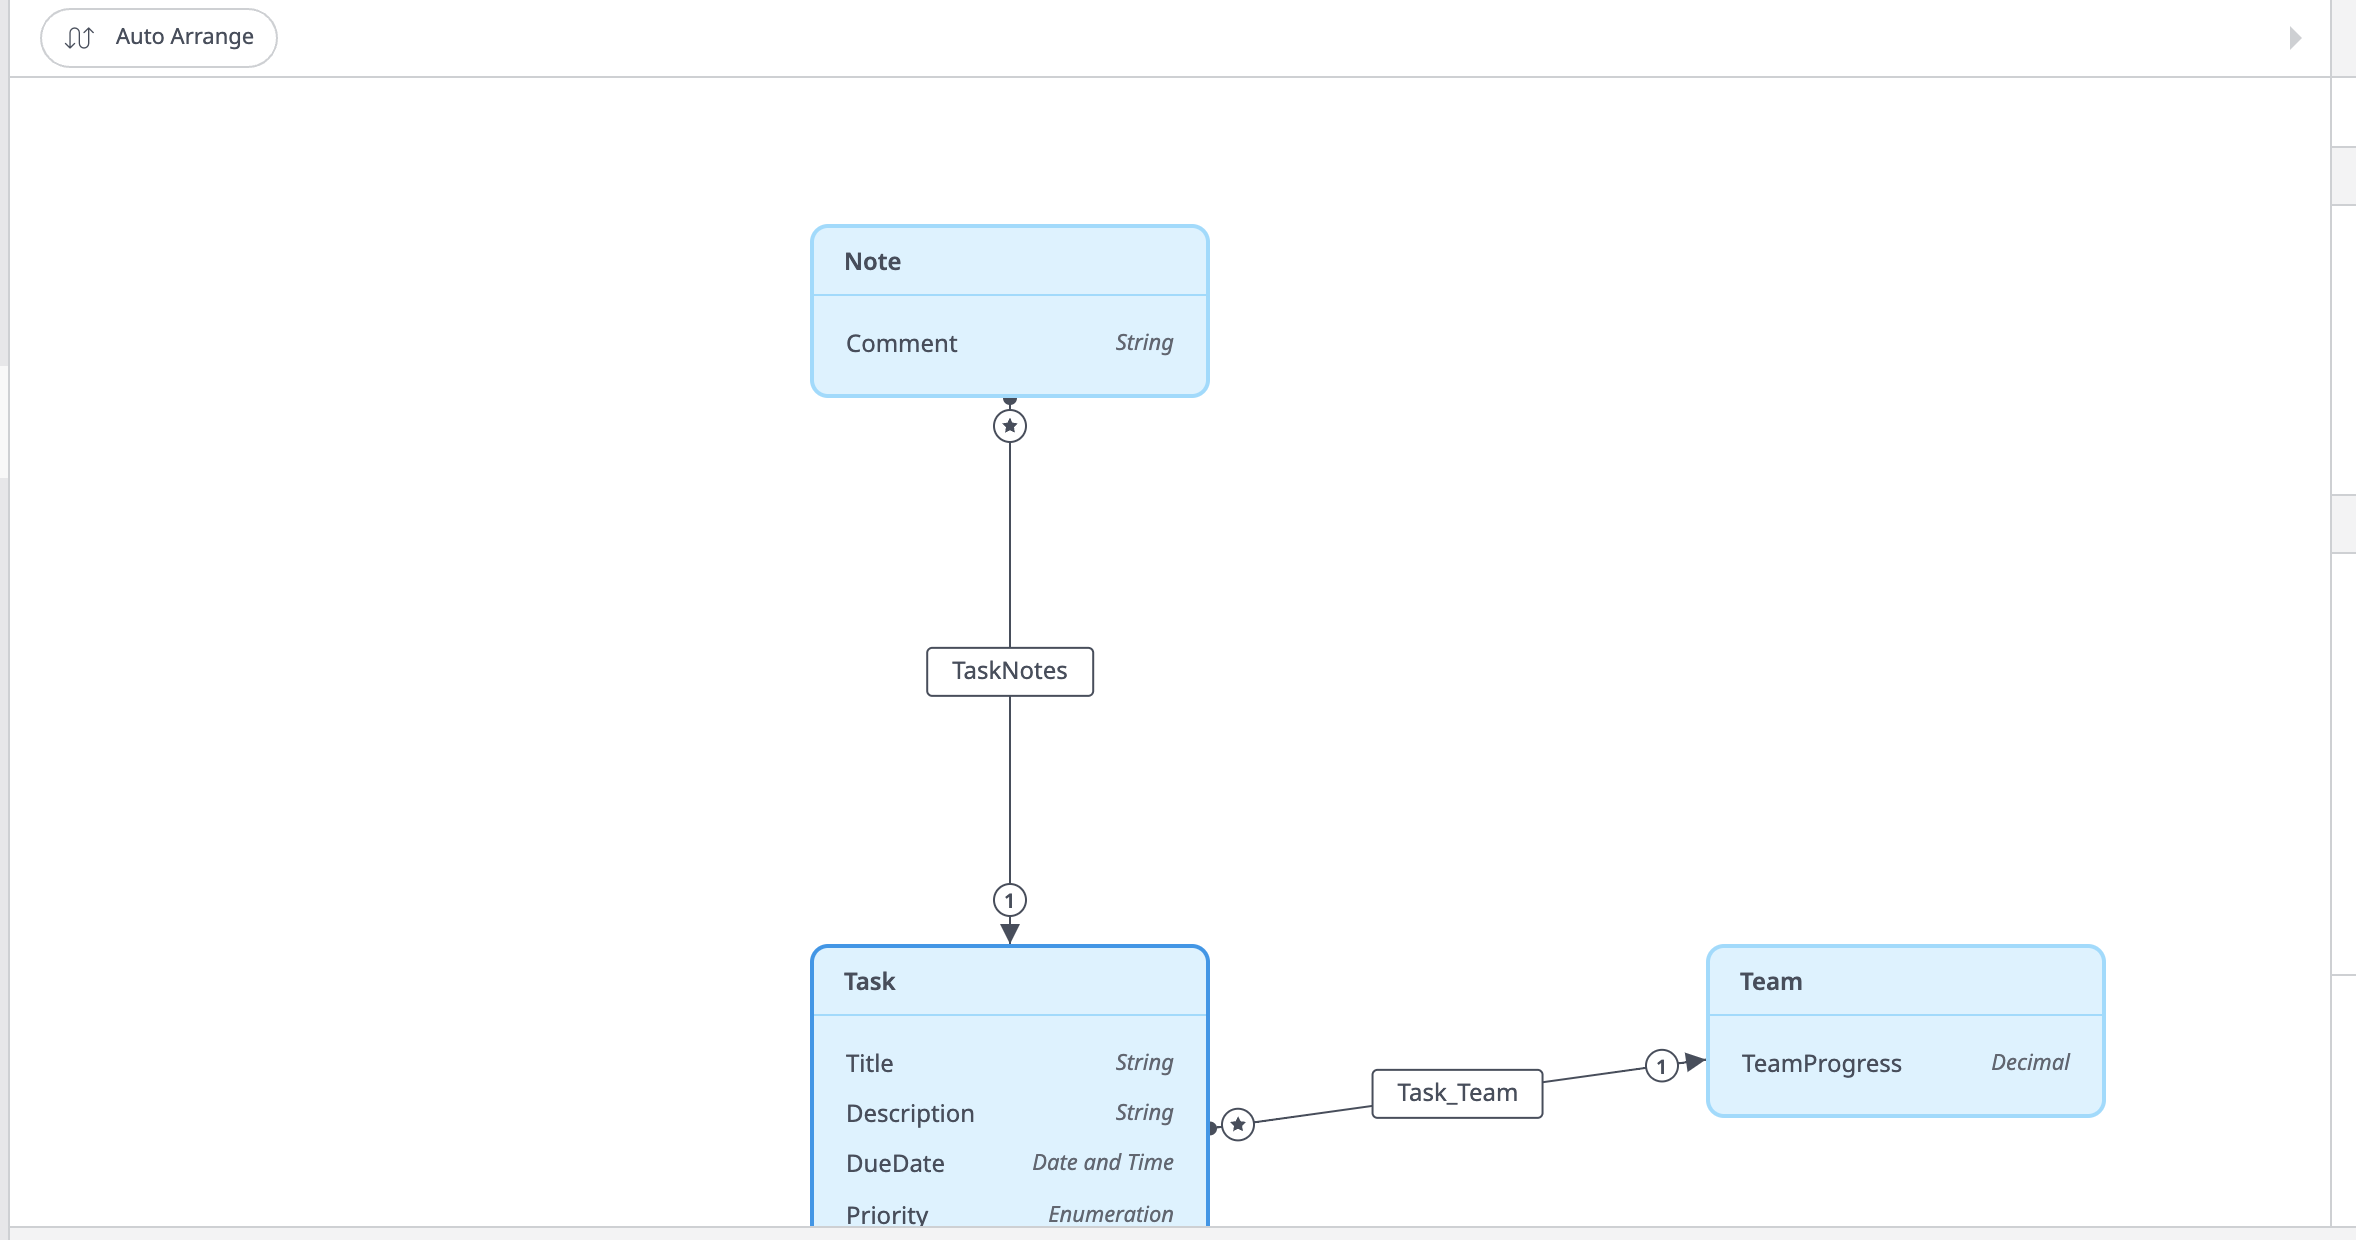 Auto Arrange
Note
Comment String
★
TaskNotes
1
Task
Title String
Description String
DueDate Date and Time
Priority Enumeration
★
Task_Team
1
Team
TeamProgress Decimal